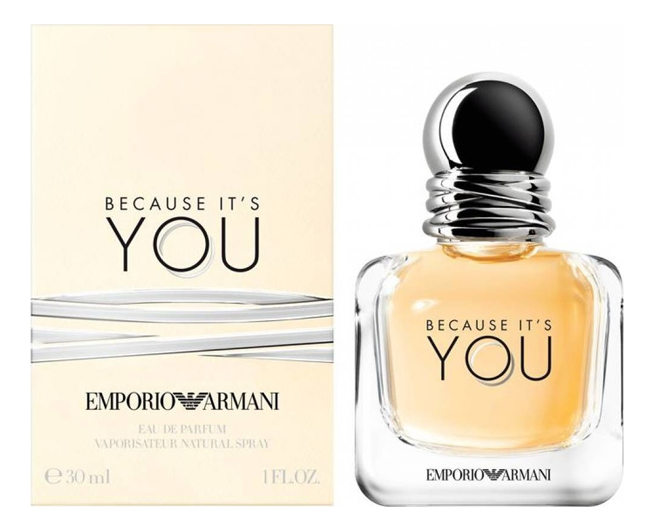 BECAUSE IT'S
YOU
EMPORIO ARMANI
EAU DE PARFUM
VAPORISATEUR NATURAL SPRAY
e 30 ml 1 FL.OZ.
BECAUSE IT'S
YOU
EMPORIO ARMANI